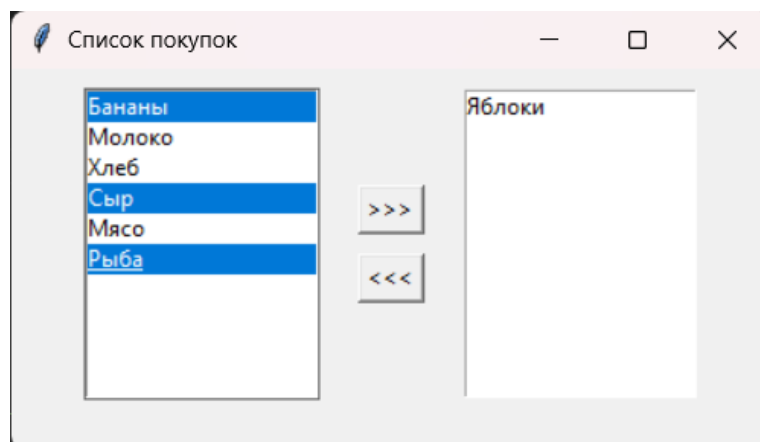 Список покупок
Бананы
Молоко
Хлеб
Сыр
Мясо
Рыба
>>>
<<<
Яблоки